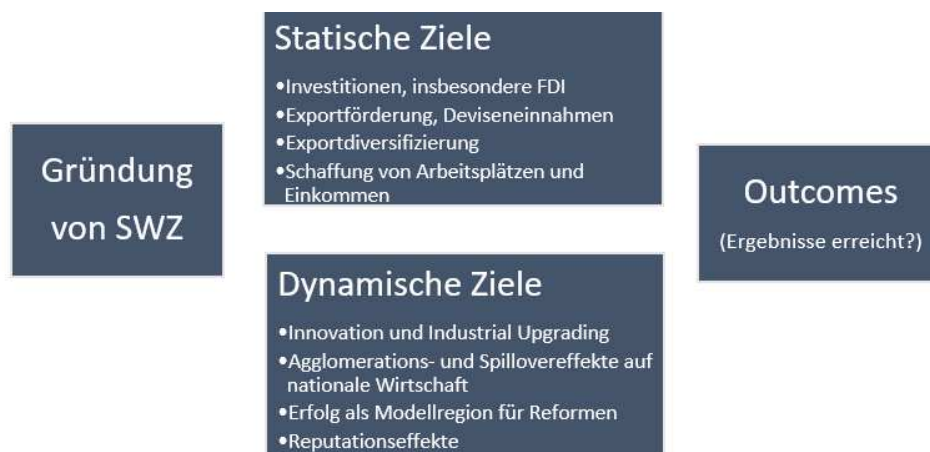 Gründung
von SWZ
Statische Ziele
•Investitionen, insbesondere FDI
•Exportförderung, Deviseneinnahmen
•Exportdiversifizierung
•Schaffung von Arbeitsplätzen und
Einkommen
Dynamische Ziele
•Innovation und Industrial Upgrading
•Agglomerations- und Spillovereffekte auf
nationale Wirtschaft
•Erfolg als Modellregion für Reformen
•Reputationseffekte
Outcomes
(Ergebnisse erreicht?)